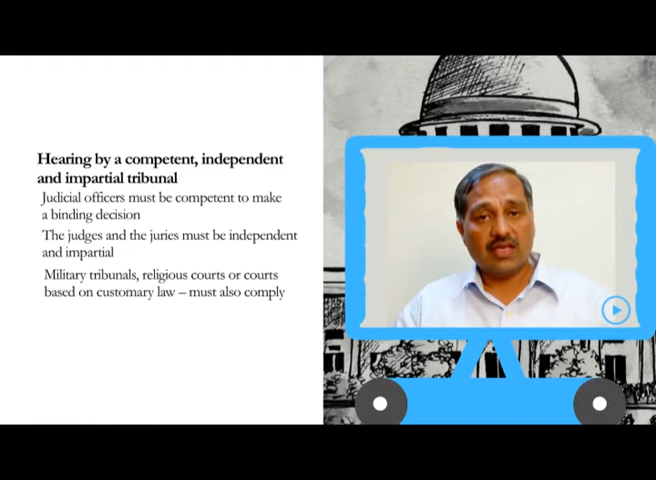 Hearing by a competent, independent
and impartial tribunal
Judicial officers must be competent to make
a binding decision
The judges and the juries must be independent
and impartial
Military tribunals, religious courts or courts
based on customary law – must also comply